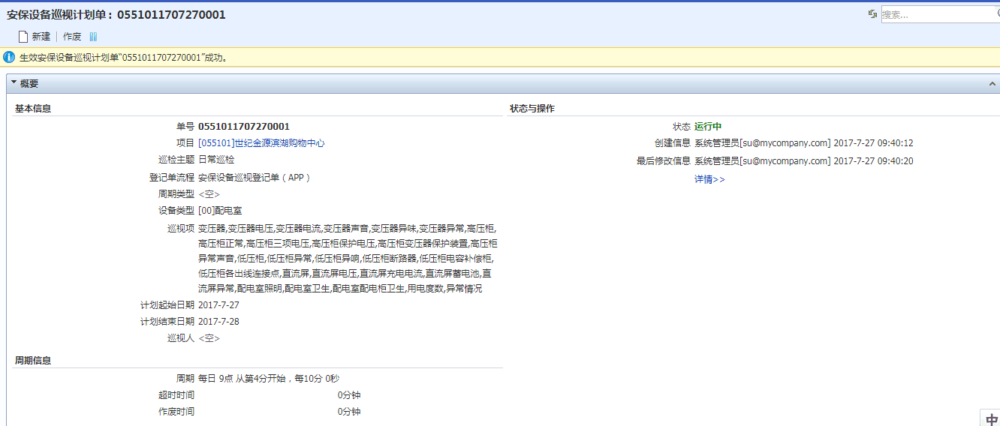 安保设备巡视计划单：0551011707270001
搜索...
新建 作废
生效安保设备巡视计划单“0551011707270001”成功。
概要
基本信息
单号 0551011707270001
项目 [055101]世纪金源滨湖购物中心
巡检主题 日常巡检
登记单流程 安保设备巡视登记单（APP）
周期类型 <空>
设备类型 [00]配电室
巡视项 变压器,变压器电压,变压器电流,变压器声音,变压器异味,变压器异常,高压柜,
高压柜正常,高压柜三项电压,高压柜保护电压,高压柜变压器保护装置,高压柜
异常声音,低压柜,低压柜异常,低压柜异响,低压柜断路器,低压柜电容补偿柜,
低压柜各出线连接点,直流屏,直流屏电压,直流屏充电电流,直流屏蓄电池,直
流屏异常,配电室照明,配电室卫生,配电室配电柜卫生,用电度数,异常情况
计划起始日期 2017-7-27
计划结束日期 2017-7-28
巡视人 <空>
状态与操作
状态 运行中
创建信息 系统管理员[su@mycompany.com] 2017-7-27 09:40:12
最后修改信息 系统管理员[su@mycompany.com] 2017-7-27 09:40:20
详情>>
周期信息
周期 每日 9点 从第4分开始，每10分 0秒
超时时间 0分钟
作废时间 0分钟
中